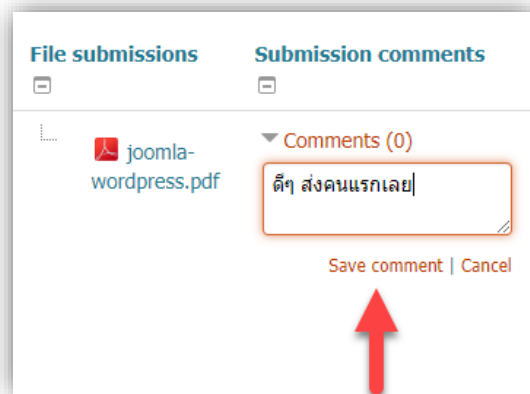 File submissions
Submission comments
joomla-
wordpress.pdf
Comments (0)
ดีๆ ส่งคนแรกเลย
Save comment | Cancel